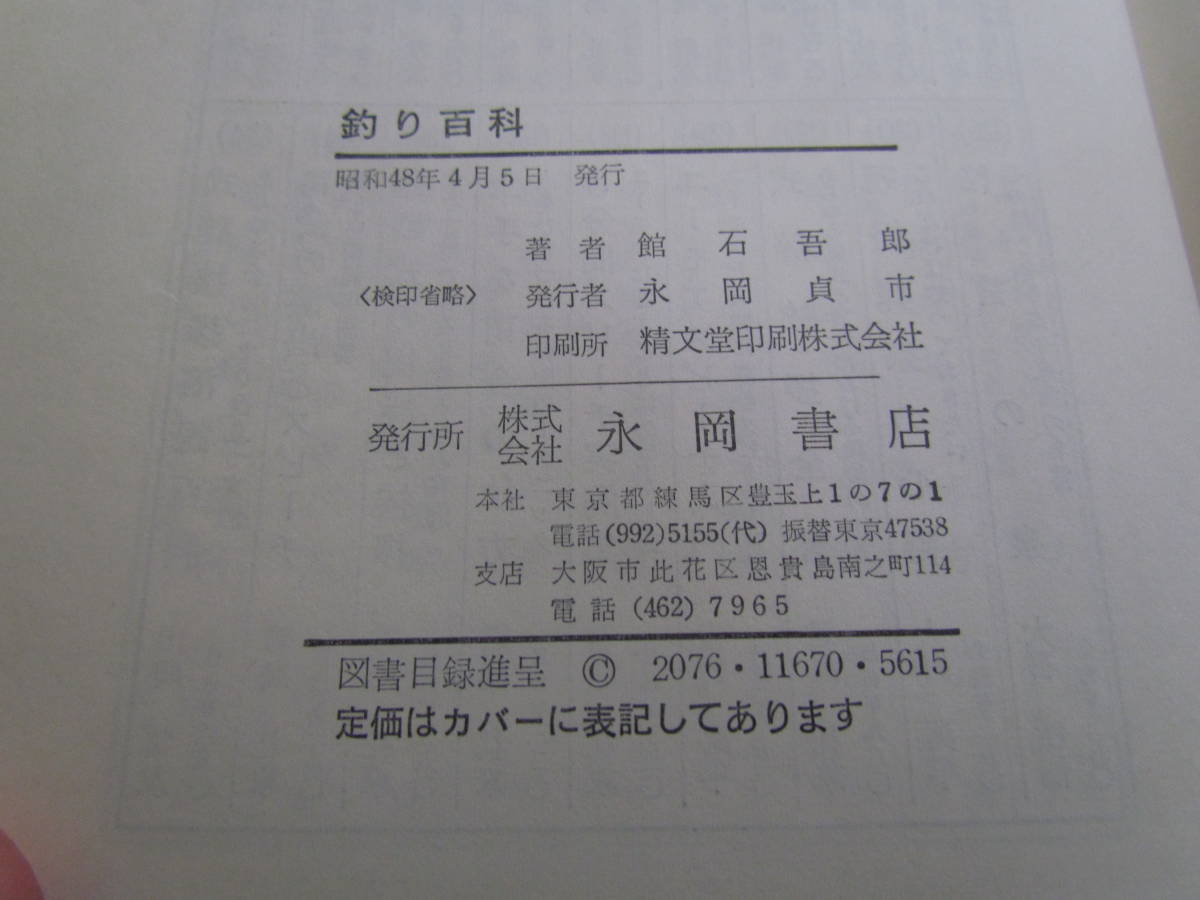 釣り百科
昭和48年4月5日 発行
著者 館石吾郎
〈検印省略〉 発行者 永岡貞市
印刷所 精文堂印刷株式会社
発行所 株式会社 永岡書店
本社 東京都練馬区豊玉上1の7の1
電話(992)5155(代) 振替東京47538
支店 大阪市此花区恩貴島南之町114
電話(462)7965
図書目録進呈 © 2076・11670・5615
定価はカバーに表記してあります